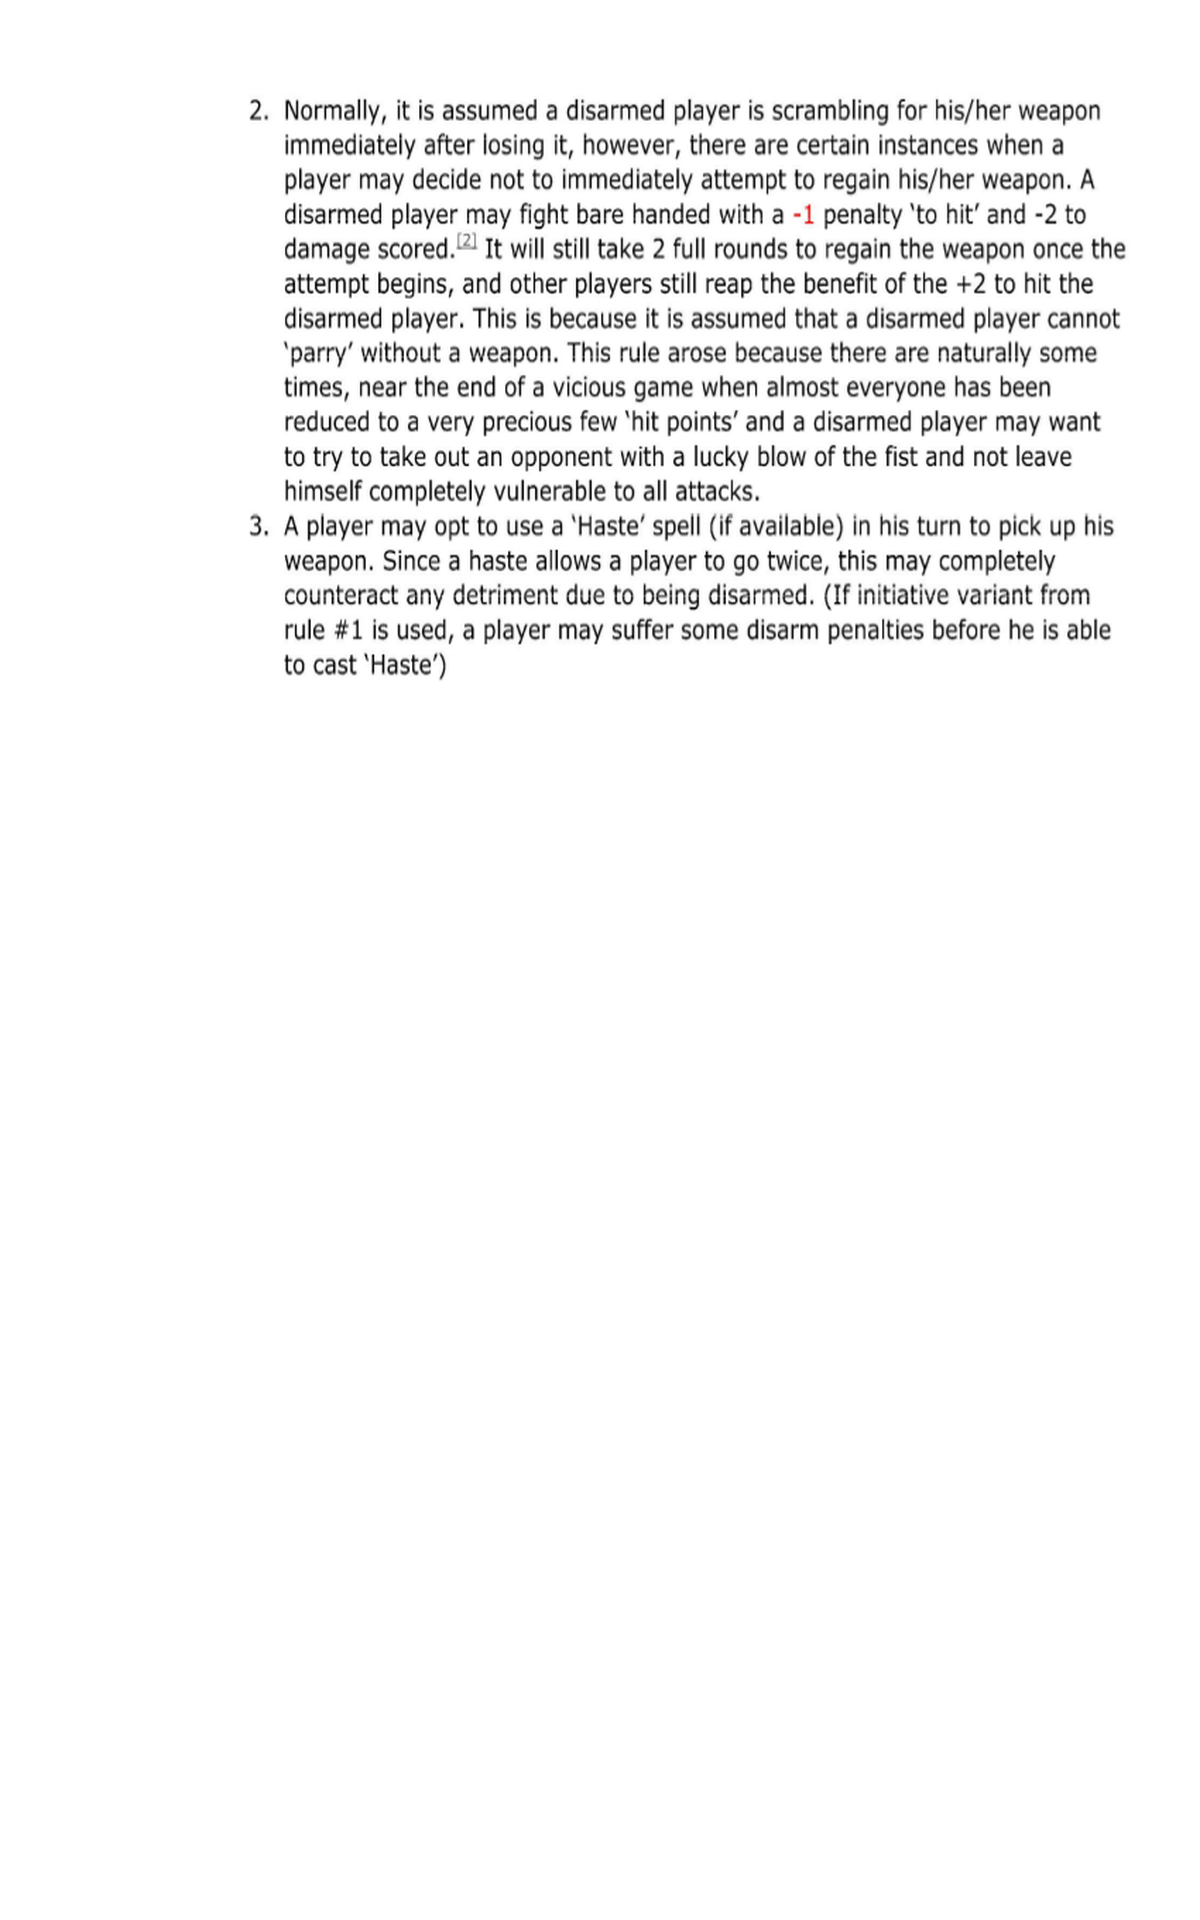 2. Normally, it is assumed a disarmed player is scrambling for his/her weapon
immediately after losing it, however, there are certain instances when a
player may decide not to immediately attempt to regain his/her weapon. A
disarmed player may fight bare handed with a -1 penalty ‘to hit’ and -2 to
damage scored.[2] It will still take 2 full rounds to regain the weapon once the
attempt begins, and other players still reap the benefit of the +2 to hit the
disarmed player. This is because it is assumed that a disarmed player cannot
‘parry’ without a weapon. This rule arose because there are naturally some
times, near the end of a vicious game when almost everyone has been
reduced to a very precious few ‘hit points’ and a disarmed player may want
to try to take out an opponent with a lucky blow of the fist and not leave
himself completely vulnerable to all attacks.
3. A player may opt to use a ‘Haste’ spell (if available) in his turn to pick up his
weapon. Since a haste allows a player to go twice, this may completely
counteract any detriment due to being disarmed. (If initiative variant from
rule #1 is used, a player may suffer some disarm penalties before he is able
to cast ‘Haste’)